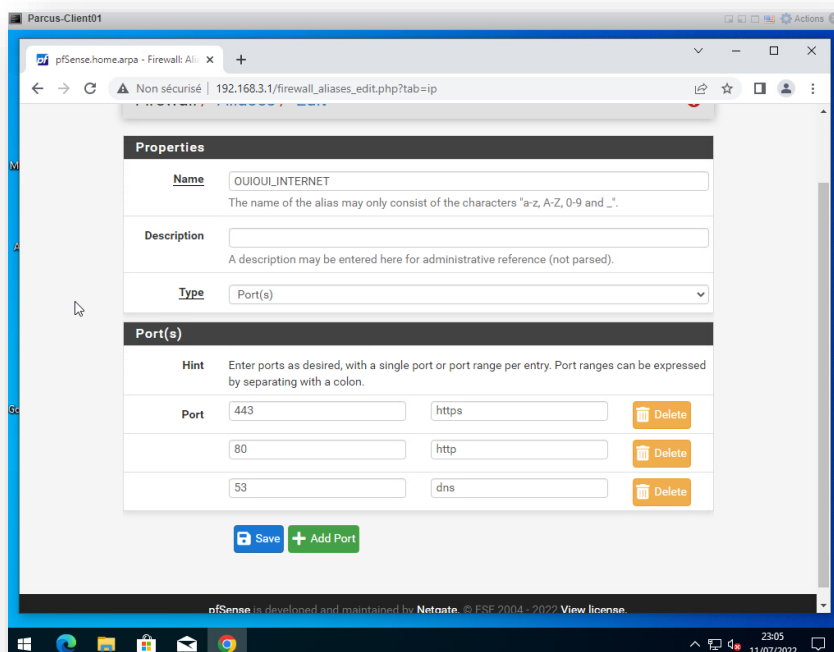 Parcus-Client01
Actions
pfSense.home.arpa - Firewall: Alia
Non sécurisé 192.168.3.1/firewall_aliases_edit.php?tab=ip
Properties
Name OUIOUI_INTERNET
The name of the alias may only consist of the characters "a-z, A-Z, 0-9 and _".
Description
A description may be entered here for administrative reference (not parsed).
Type Port(s)
Port(s)
Hint Enter ports as desired, with a single port or port range per entry. Port ranges can be expressed
by separating with a colon.
Port 443 https Delete
80 http Delete
53 dns Delete
Save Add Port
pfSense is developed and maintained by Netgate. © ESF 2004 - 2022 View license.
23:05
11/07/2022